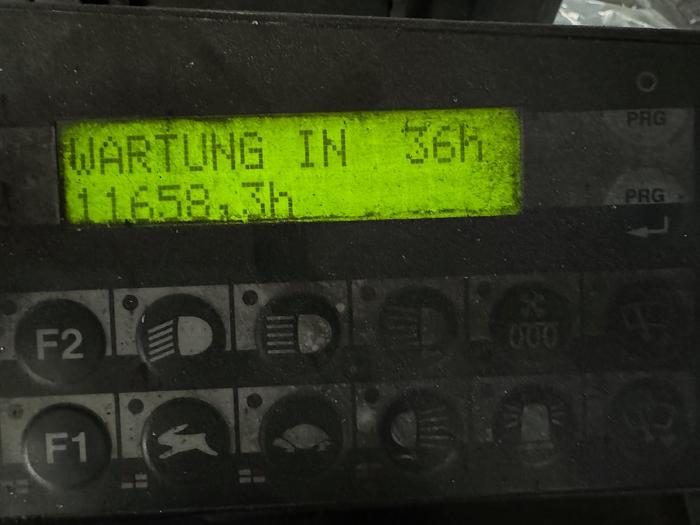 WARTUNG IN 36h
11658,3h
PRG
PRG
F2
F1